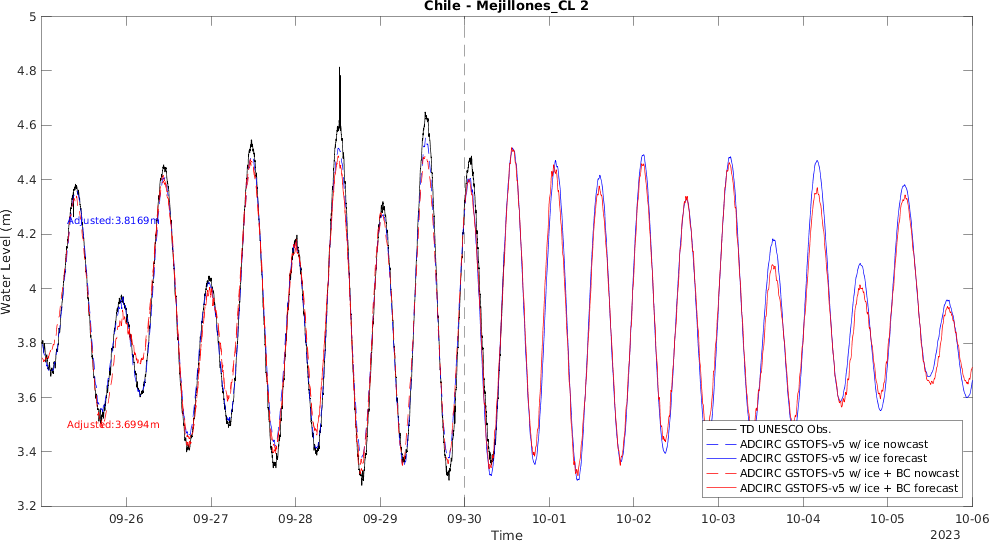 Chile - Mejillones_CL 2
Water Level (m)
5
4.8
4.6
4.4
4.2
4
3.8
3.6
3.4
3.2
Adjusted:3.8169m
Adjusted:3.6994m
TD UNESCO Obs.
ADCIRC GSTOFS-v5 w/ ice nowcast
ADCIRC GSTOFS-v5 w/ ice forecast
ADCIRC GSTOFS-v5 w/ ice + BC nowcast
ADCIRC GSTOFS-v5 w/ ice + BC forecast
09-26 09-27 09-28 09-29 09-30 10-01 10-02 10-03 10-04 10-05 10-06
Time
2023